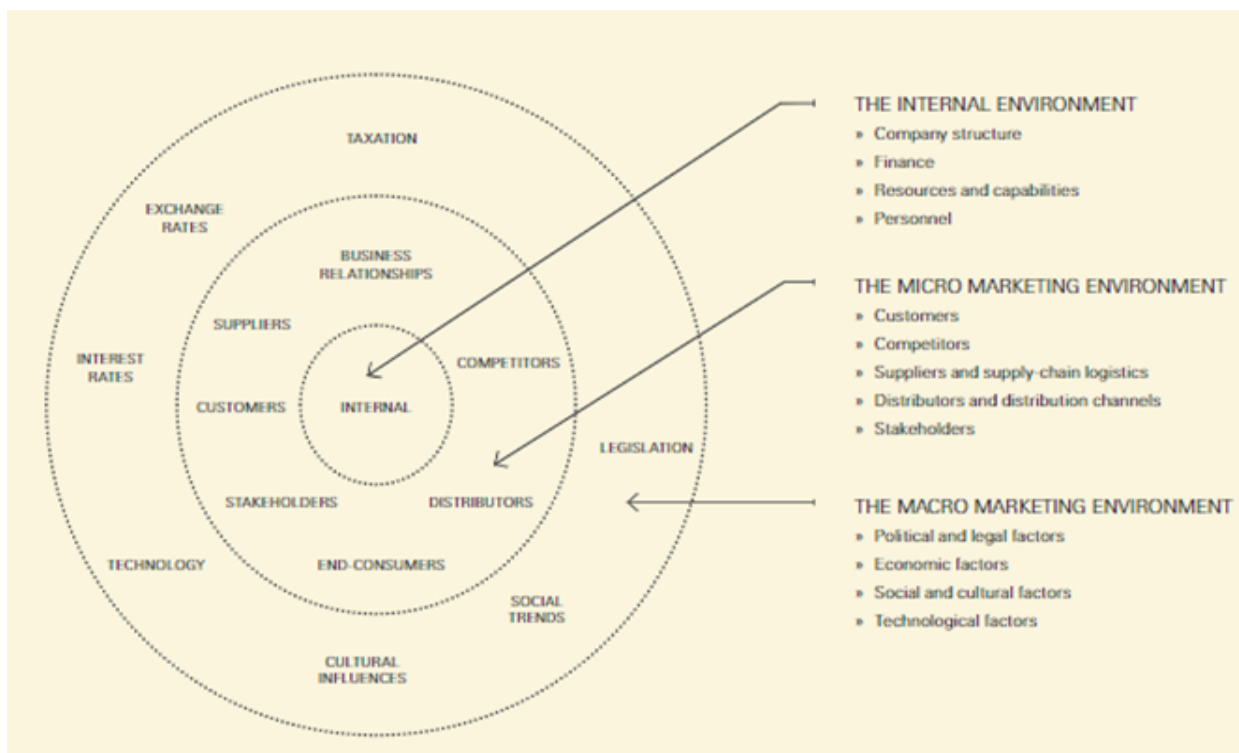 TAXATION
EXCHANGE
RATES
BUSINESS
RELATIONSHIPS
SUPPLIERS
INTEREST
RATES
COMPETITORS
CUSTOMERS
INTERNAL
LEGISLATION
STAKEHOLDERS
DISTRIBUTORS
TECHNOLOGY
END-CONSUMERS
SOCIAL
TRENDS
CULTURAL
INFLUENCES
THE INTERNAL ENVIRONMENT
» Company structure
» Finance
» Resources and capabilities
» Personnel
THE MICRO MARKETING ENVIRONMENT
» Customers
» Competitors
» Suppliers and supply-chain logistics
» Distributors and distribution channels
» Stakeholders
THE MACRO MARKETING ENVIRONMENT
» Political and legal factors
» Economic factors
» Social and cultural factors
» Technological factors